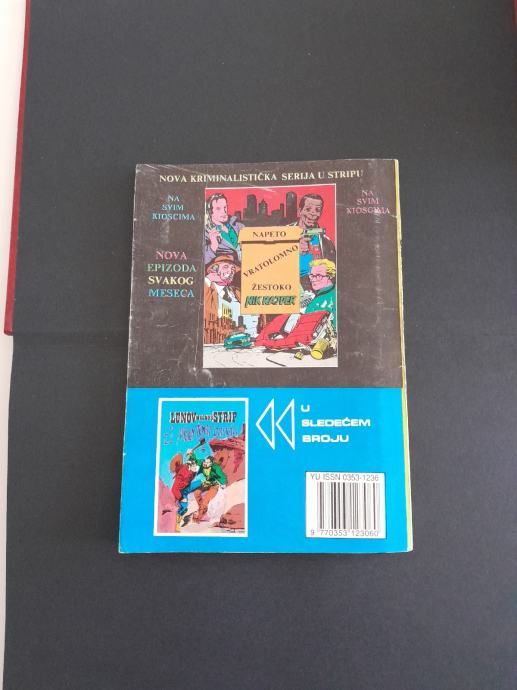 NOVA KRIMINALISTIČKA SERIJA U STRIPU
NA
SVIM
KIOSCIMA
NA
SVIM
KIOSCIMA
NOVA
EPIZODA
SVAKOG
MESECA
NAPETO
VRATOLOMNO
ŽESTOKO
NIK RAJDER
LUNOV
STRIP
U
SLEDEĆEM
BROJU
YU ISSN 0353-1236
9 770353 123060